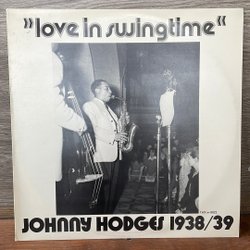 »love in swingtime«
JOHNNY HODGES 1938/39